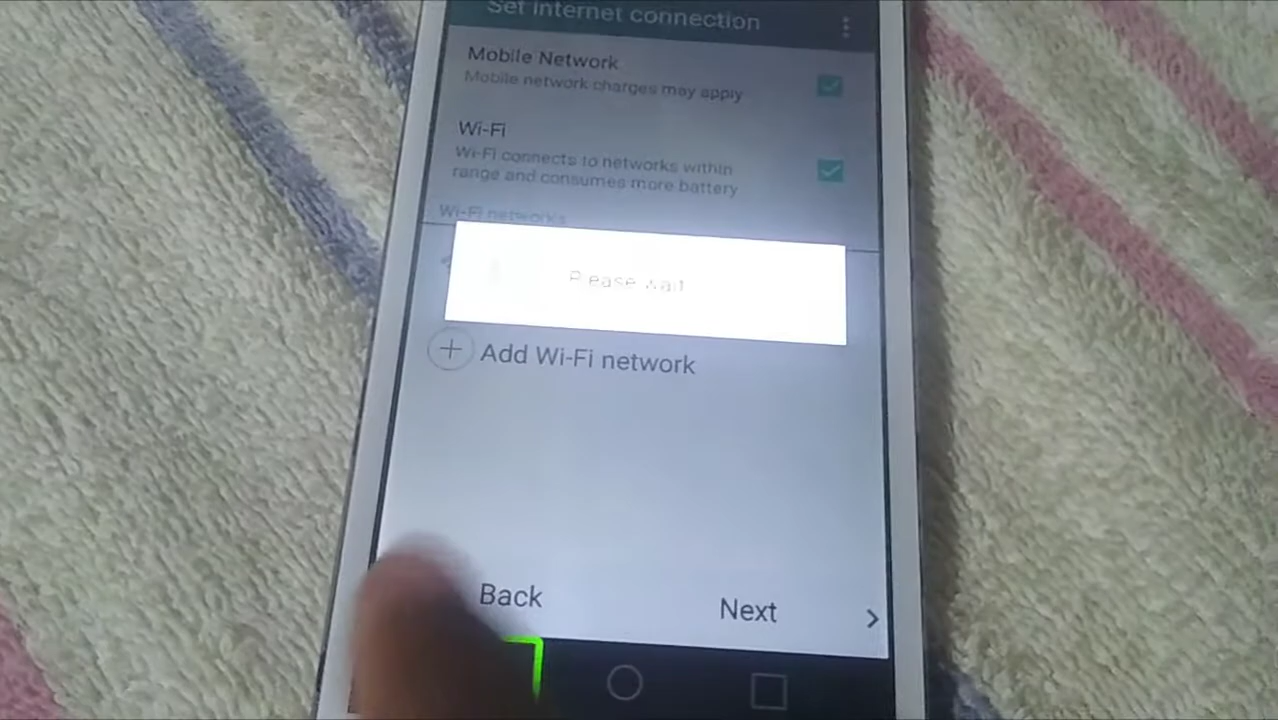 Set internet connection
Mobile Network
Mobile network charges may apply
Wi-Fi
Wi-Fi connects to networks within
range and consumes more battery
Wi-Fi networks
Please wait
Add Wi-Fi network
Back
Next